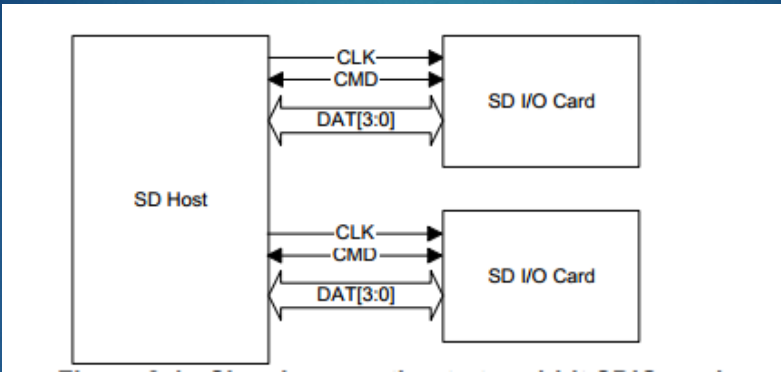 CLK
CMD
SD I/O Card
DAT[3:0]
SD Host
CLK
CMD
SD I/O Card
DAT[3:0]